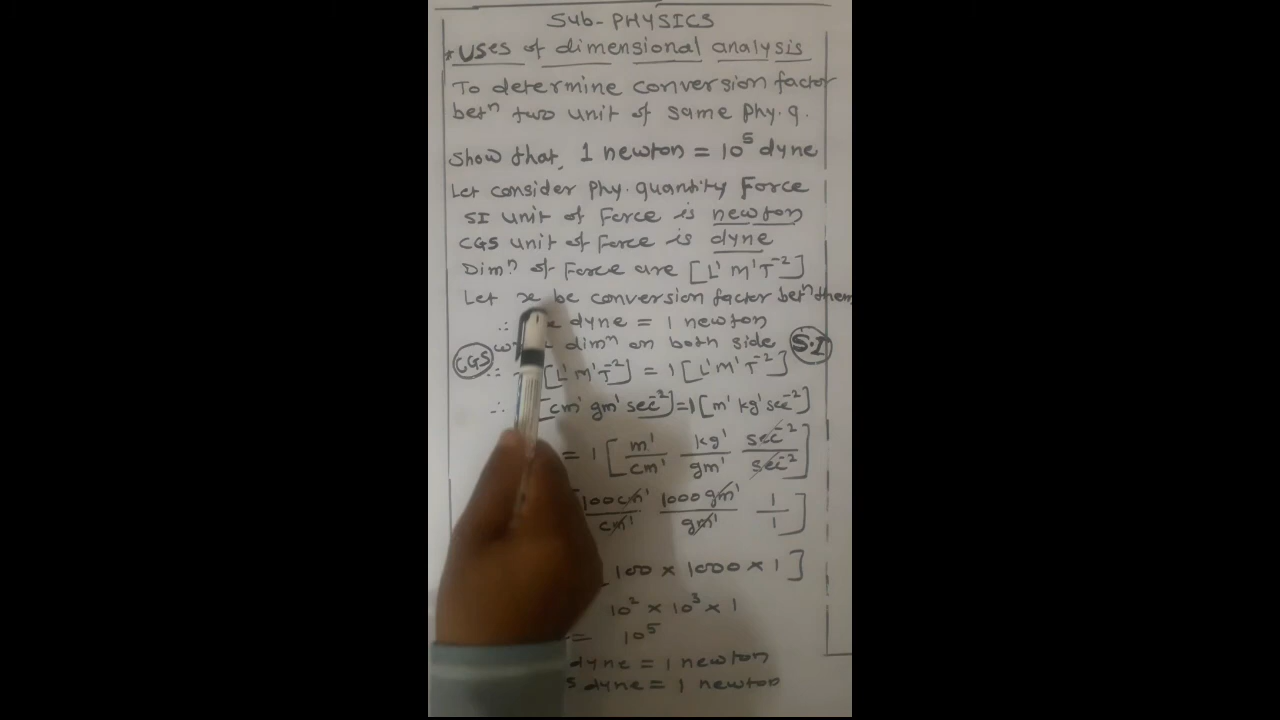 Sub- PHYSICS
* Uses of dimensional analysis
To determine conversion factor
betⁿ two unit of same Phy. q.
Show that, 1 newton = 10⁵ dyne
Let consider Phy. quantity Force
SI unit of Force is newton
CGS unit of Force is dyne
Dimⁿ of Force are [L¹ M¹ T⁻²]
Let x be conversion factor betⁿ them
∴ x dyne = 1 newton
dimⁿ on both side
CGS S.I
∴ [L¹ M¹ T⁻²] = 1 [L¹ M¹ T⁻²]
∴ [cm¹ gm¹ sec⁻²] = 1 [m¹ kg¹ sec⁻²]
= 1 [m¹/cm¹ kg¹/gm¹ sec⁻²/sec⁻²]
[100cm¹/cm¹ 1000gm¹/gm¹ 1/1]
[100 × 1000 × 1]
10² × 10³ × 1
= 10⁵
dyne = 1 newton
⁵ dyne = 1 newton